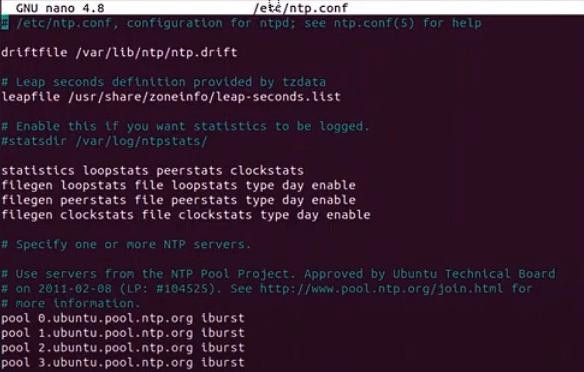 GNU nano 4.8 /etc/ntp.conf
# /etc/ntp.conf, configuration for ntpd; see ntp.conf(5) for help
driftfile /var/lib/ntp/ntp.drift
# Leap seconds definition provided by tzdata
leapfile /usr/share/zoneinfo/leap-seconds.list
# Enable this if you want statistics to be logged.
#statsdir /var/log/ntpstats/
statistics loopstats peerstats clockstats
filegen loopstats file loopstats type day enable
filegen peerstats file peerstats type day enable
filegen clockstats file clockstats type day enable
# Specify one or more NTP servers.
# Use servers from the NTP Pool Project. Approved by Ubuntu Technical Board
# on 2011-02-08 (LP: #104525). See http://www.pool.ntp.org/join.html for
# more information.
pool 0.ubuntu.pool.ntp.org iburst
pool 1.ubuntu.pool.ntp.org iburst
pool 2.ubuntu.pool.ntp.org iburst
pool 3.ubuntu.pool.ntp.org iburst